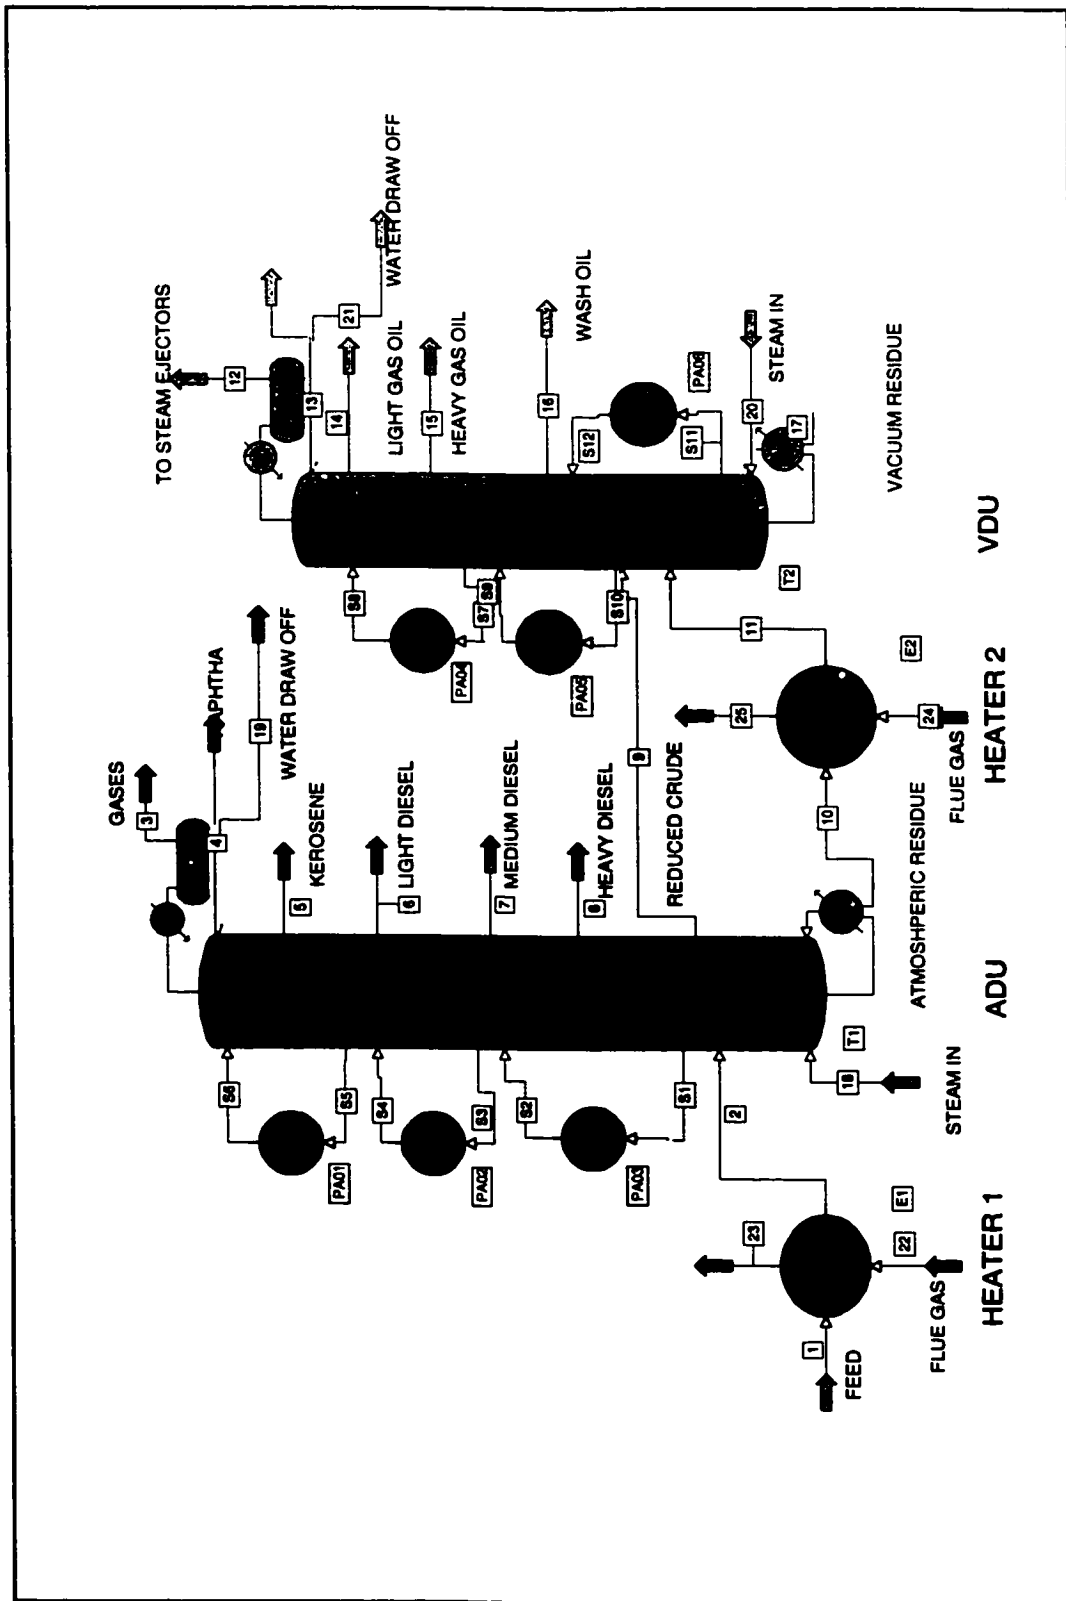 TO STEAM EJECTORS
12
13
14
21
WATER DRAW OFF
LIGHT GAS OIL
15
HEAVY GAS OIL
16
WASH OIL
S12
S11
PA06
20
STEAM IN
17
VACUUM RESIDUE
S8
S7
S9
S10
PA04
PA05
T2
VDU
11
E2
25
24
FLUE GAS
HEATER 2
GASES
3
4
APHTHA
19
WATER DRAW OFF
5
KEROSENE
6
LIGHT DIESEL
7
MEDIUM DIESEL
8
HEAVY DIESEL
9
REDUCED CRUDE
10
ATMOSHPERIC RESIDUE
S6
S5
S4
S3
S2
S1
PA01
PA02
PA03
2
18
STEAM IN
T1
ADU
23
22
E1
1
FEED
FLUE GAS
HEATER 1